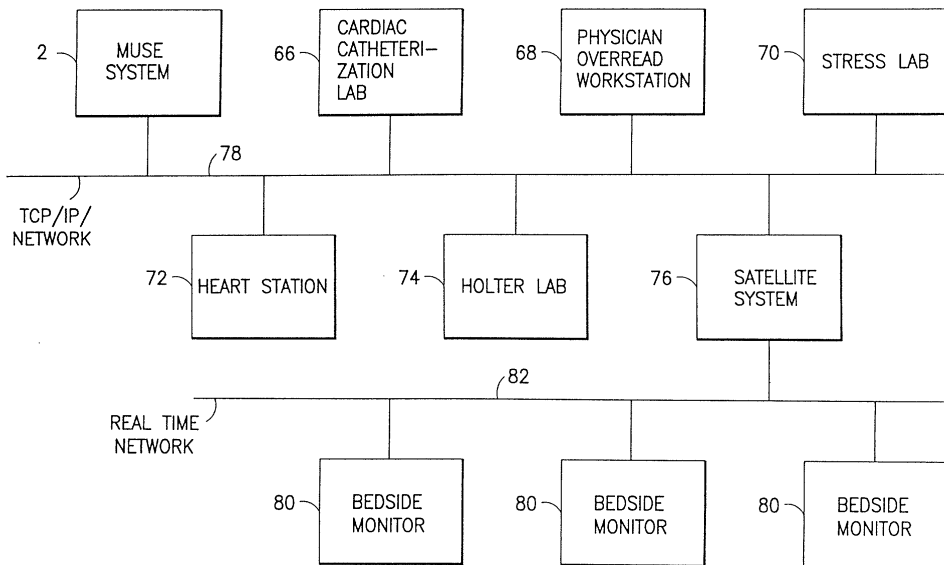 2
MUSE
SYSTEM
66
CARDIAC
CATHETERI-
ZATION
LAB
68
PHYSICIAN
OVERREAD
WORKSTATION
70
STRESS LAB
78
TCP/IP/
NETWORK
72
HEART STATION
74
HOLTER LAB
76
SATELLITE
SYSTEM
82
REAL TIME
NETWORK
80
BEDSIDE
MONITOR
80
BEDSIDE
MONITOR
80
BEDSIDE
MONITOR